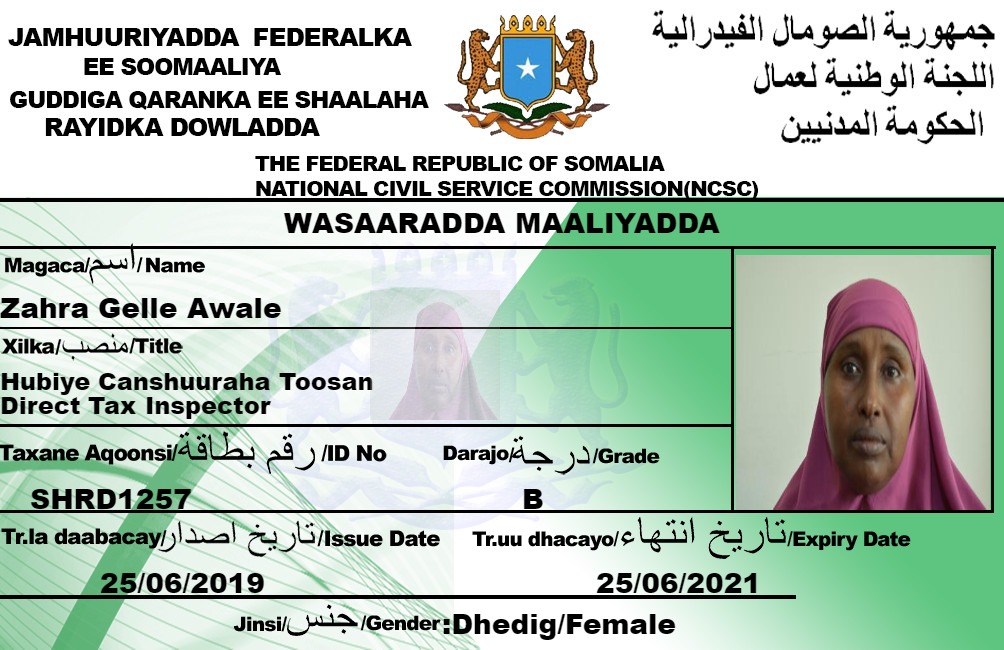 JAMHUURIYADDA FEDERALKA
EE SOOMAALIYA
GUDDIGA QARANKA EE SHAALAHA
RAYIDKA DOWLADDA
جمهورية الصومال الفيدرالية
اللجنة الوطنية لعمال
الحكومة المدنيين
THE FEDERAL REPUBLIC OF SOMALIA
NATIONAL CIVIL SERVICE COMMISSION(NCSC)
WASAARADDA MAALIYADDA
Magaca/اسم/Name
Zahra Gelle Awale
Xilka/منصب/Title
Hubiye Canshuuraha Toosan
Direct Tax Inspector
Taxane Aqoonsi/رقم بطاقة/ID No
Darajo/درجة/Grade
SHRD1257
B
Tr.la daabacay/تاريخ اصدار/Issue Date
Tr.uu dhacayo/تاريخ انتهاء/Expiry Date
25/06/2019
25/06/2021
Jinsi/جنس/Gender:Dhedig/Female